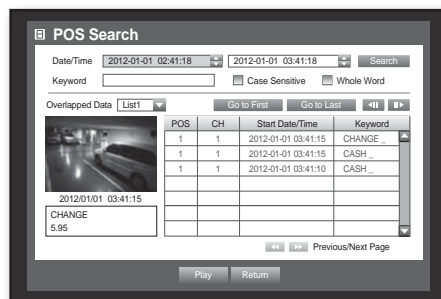 POS Search
Date/Time 2012-01-01 02:41:18 2012-01-01 03:41:18 Search
Keyword Case Sensitive Whole Word
Overlapped Data List1 Go to First Go to Last
POS CH Start Date/Time Keyword
1 1 2012-01-01 03:41:15 CHANGE _
1 1 2012-01-01 03:41:15 CASH _
1 1 2012-01-01 03:41:10 CASH _
2012/01/01 03:41:15
CHANGE
5.95
Previous/Next Page
Play Return